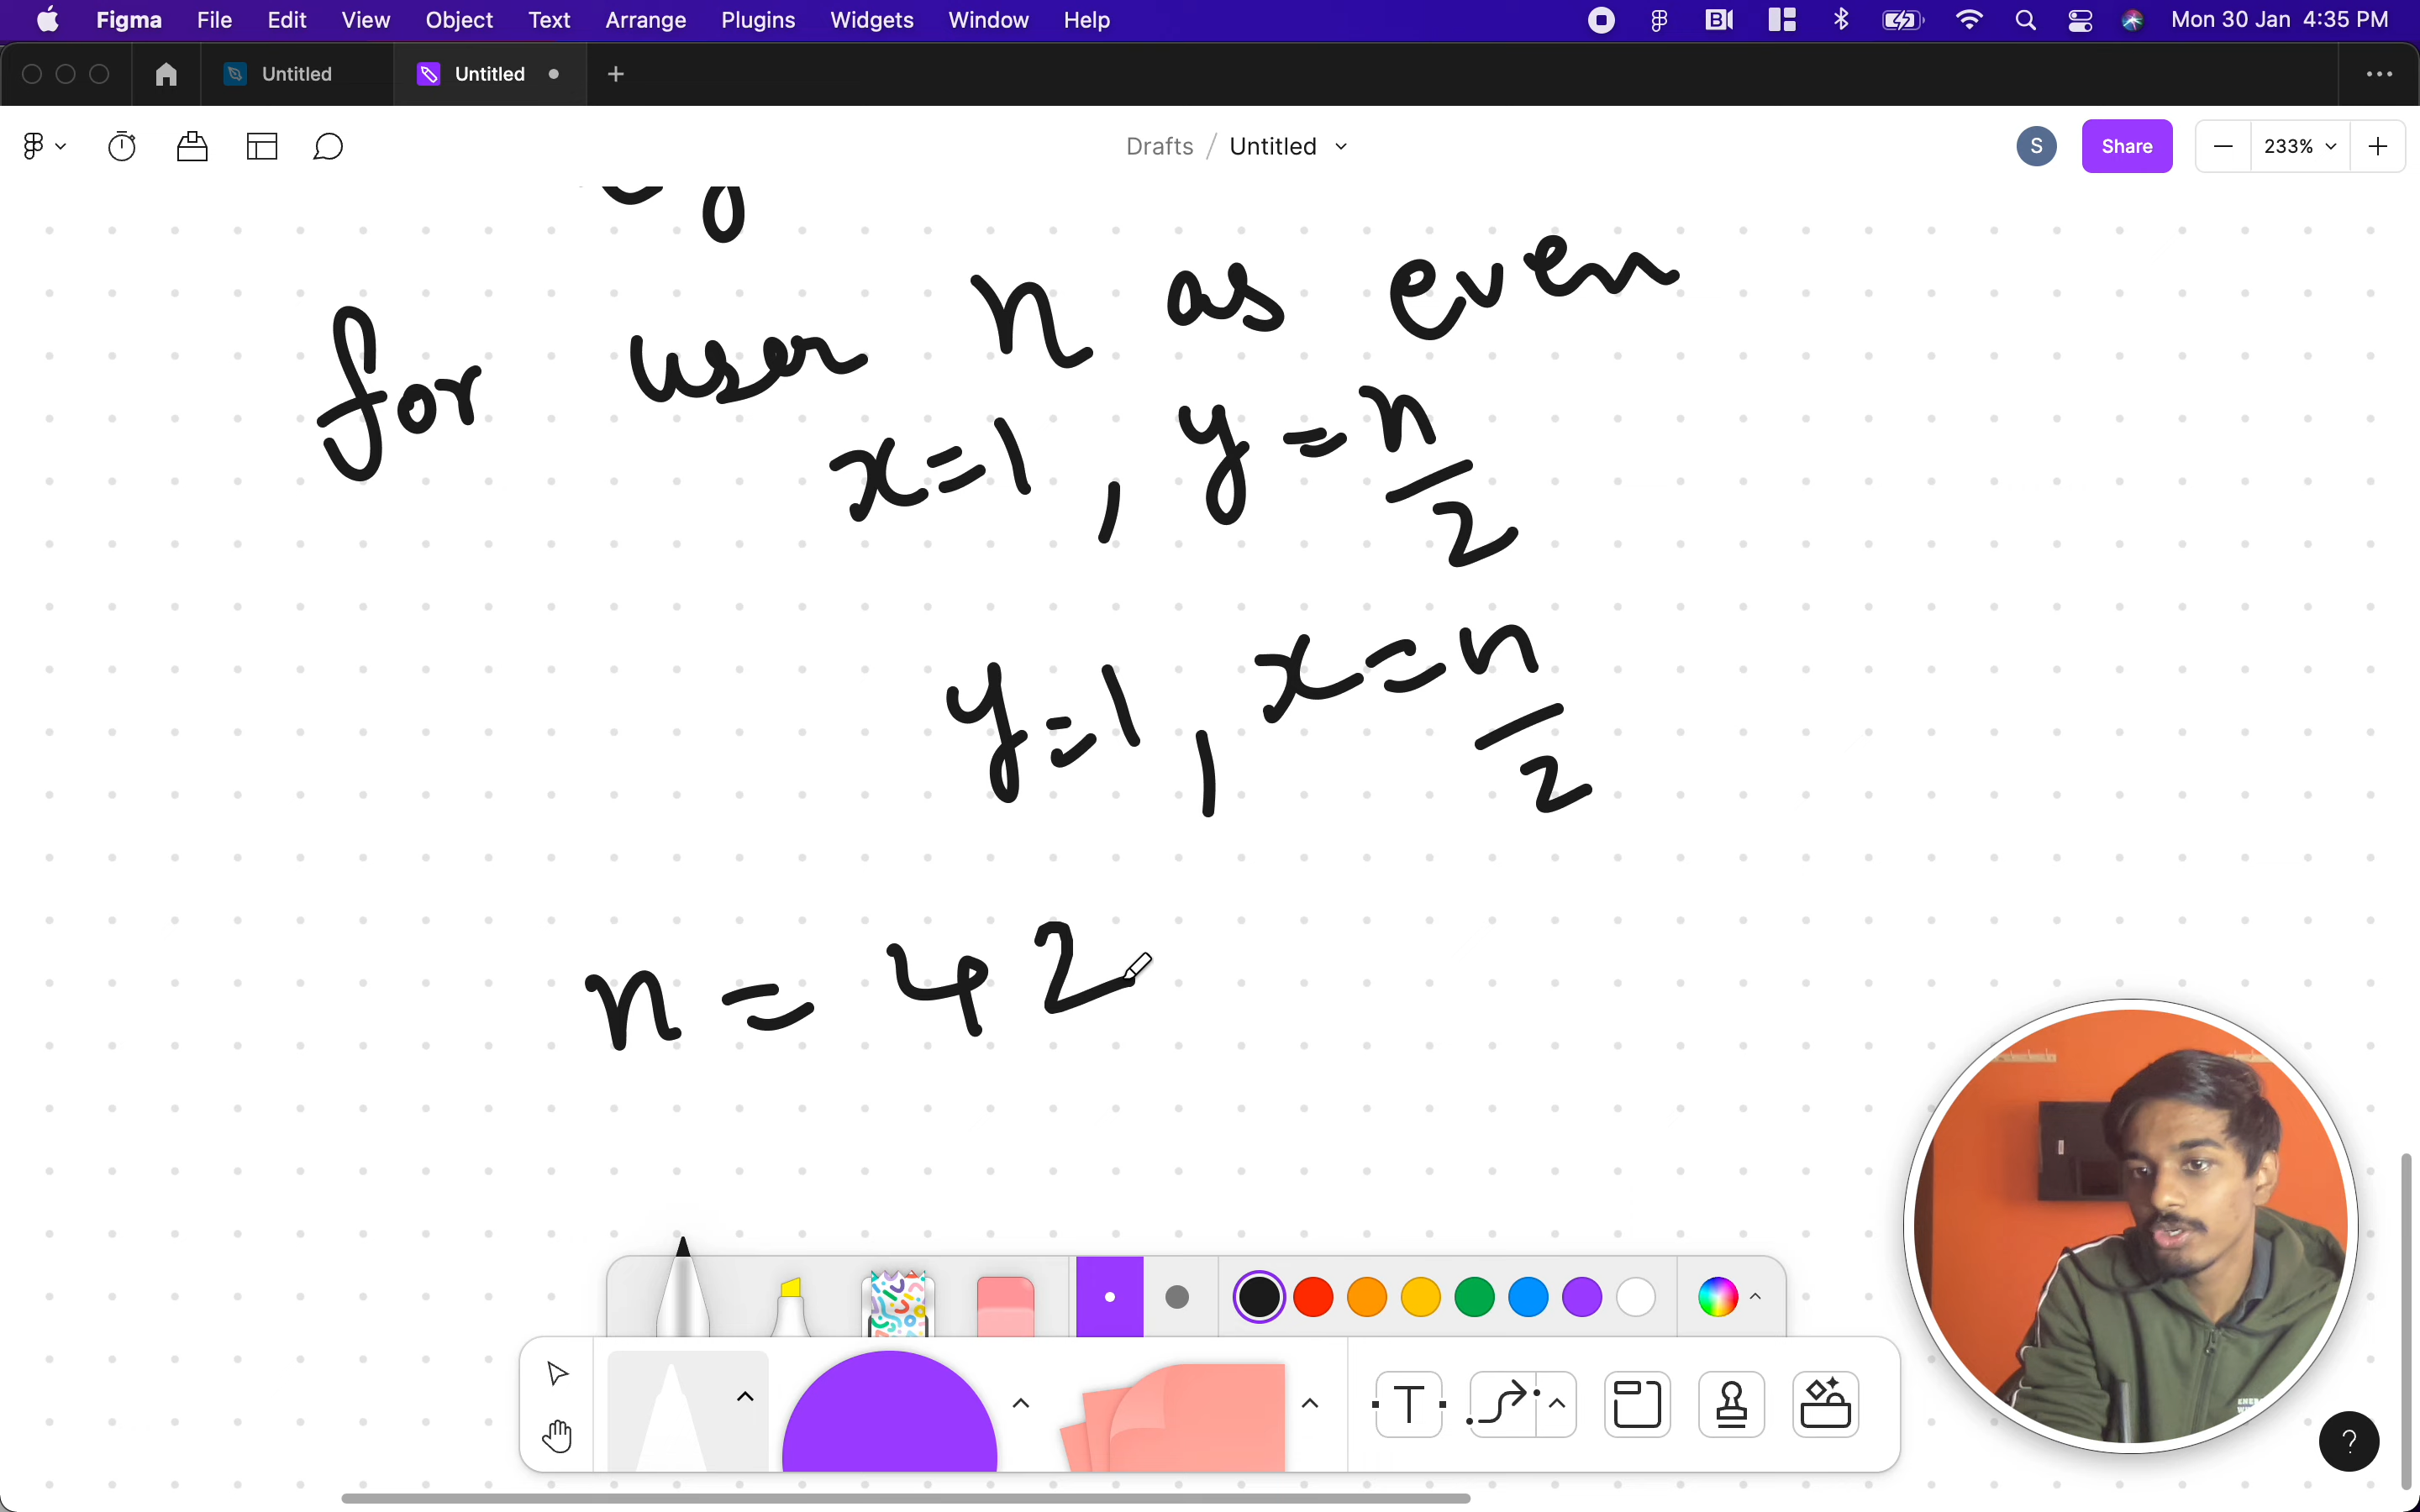 Figma File Edit View Object Text Arrange Plugins Widgets Window Help Mon 30 Jan 4:35 PM
Untitled Untitled
Drafts / Untitled Share 233%
S
for user n as even
x=1, y=n/2
y=1, x=n/2
n = 42
T
?